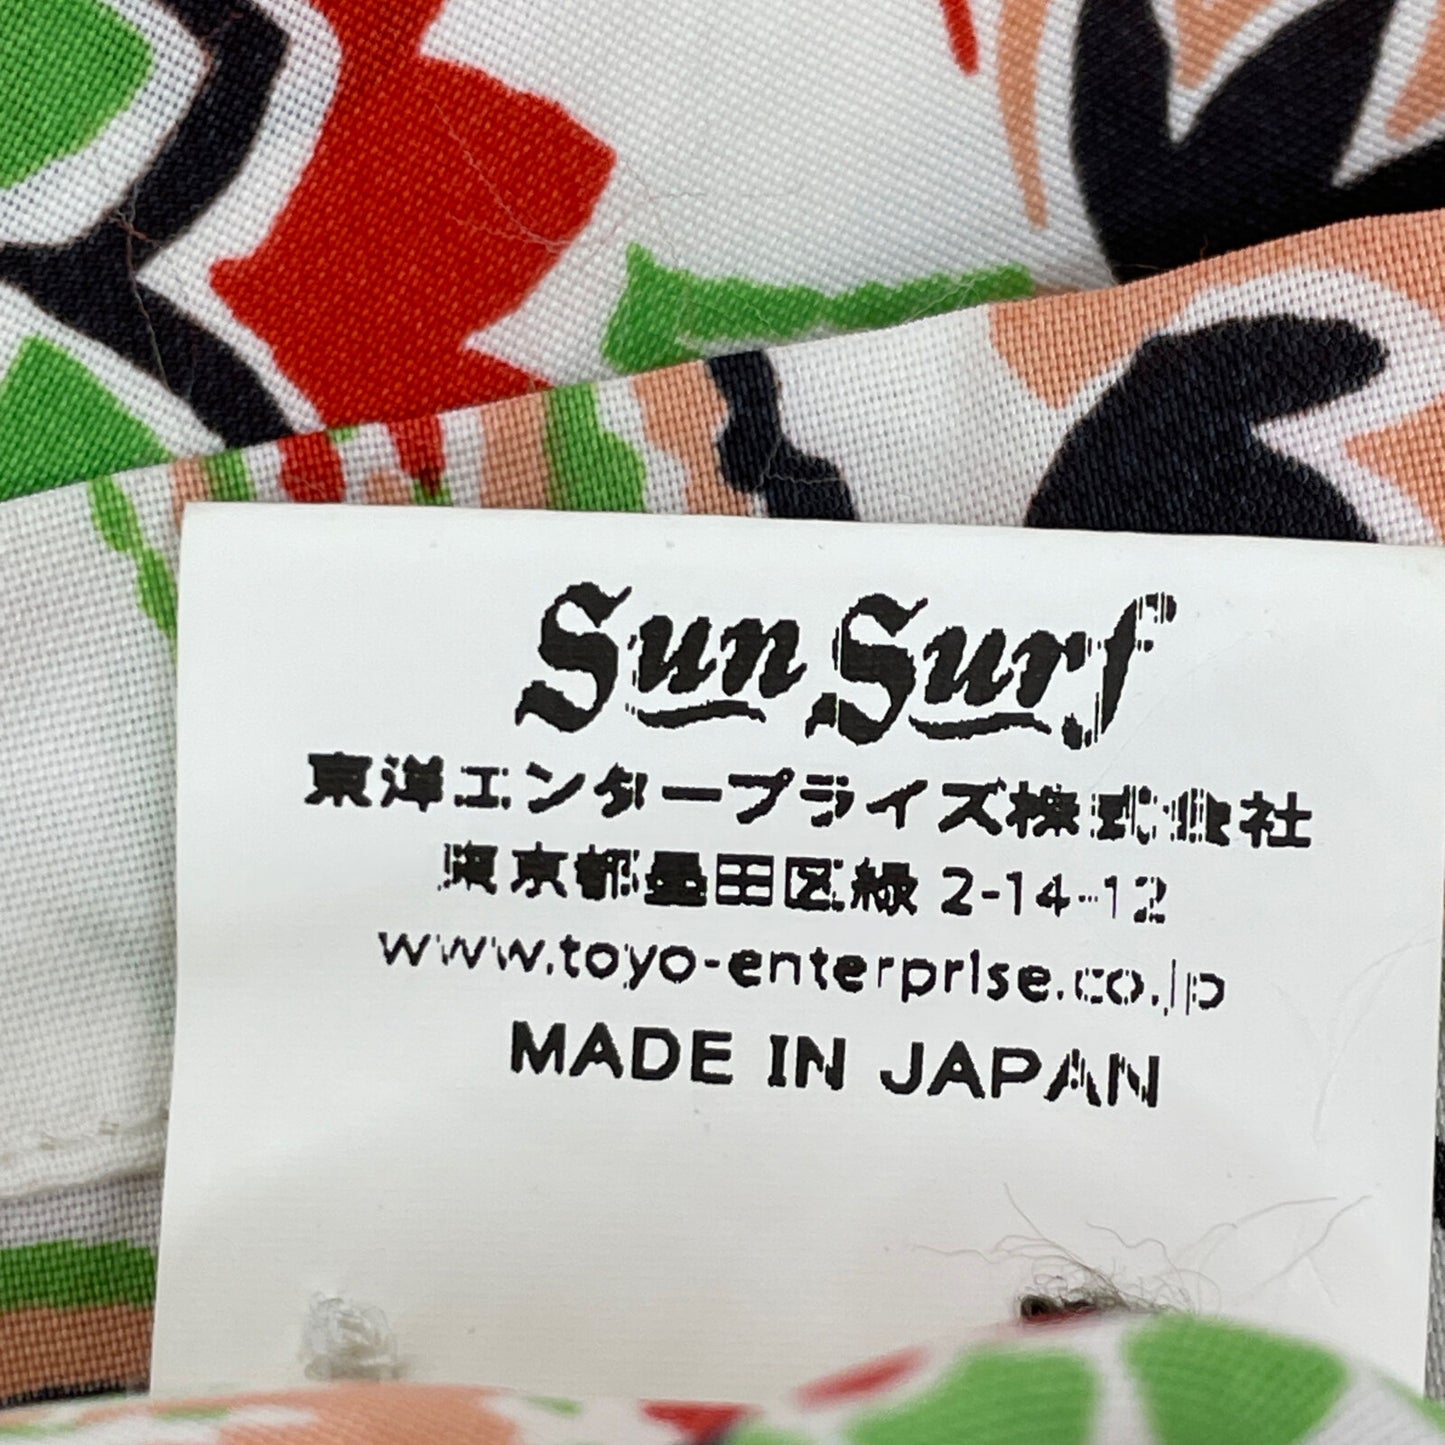 Sun Surf
東洋エンタープライズ株式會社
東京都墨田区緑 2-14-12
www.toyo-enterprise.co.jp
MADE IN JAPAN